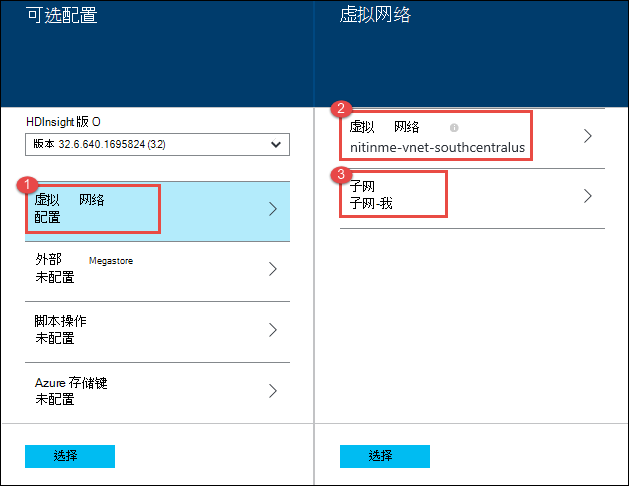 可选配置
HDInsight 版 O
版本 32.6.640.1695824 (32)
1
虚拟 网络
配置
外部 Megastore
未配置
脚本操作
未配置
Azure 存储键
未配置
选择
虚拟网络
2
虚拟 网络
nitinme-vnet-southcentralus
3
子网
子网-我
选择